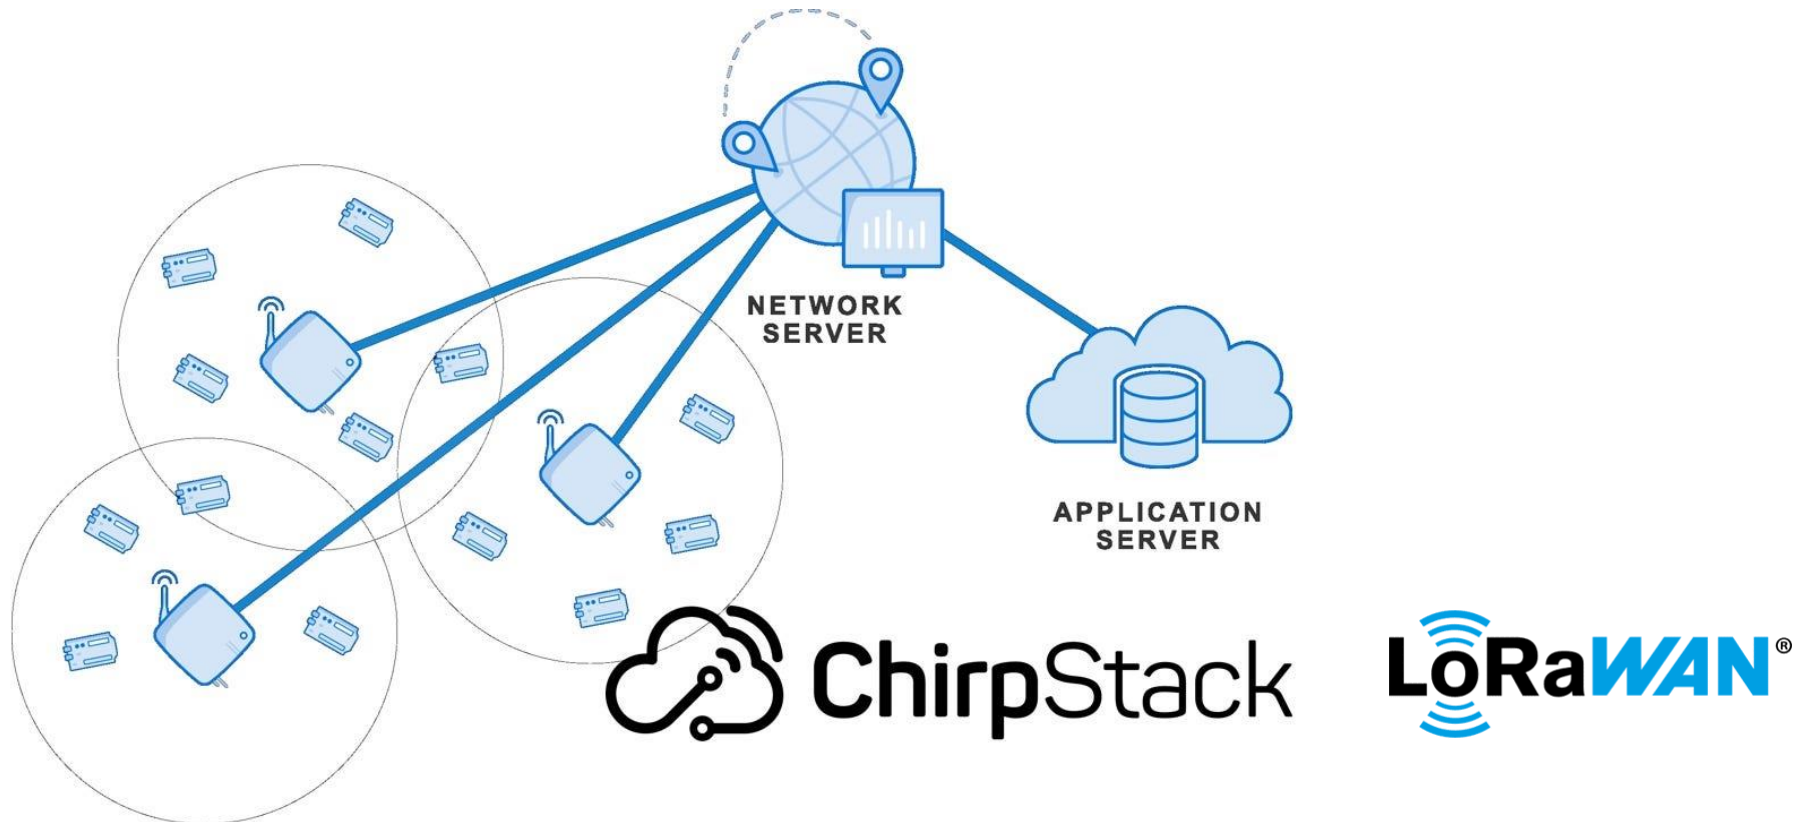 NETWORK
SERVER
APPLICATION
SERVER
ChirpStack
LoRaWAN®